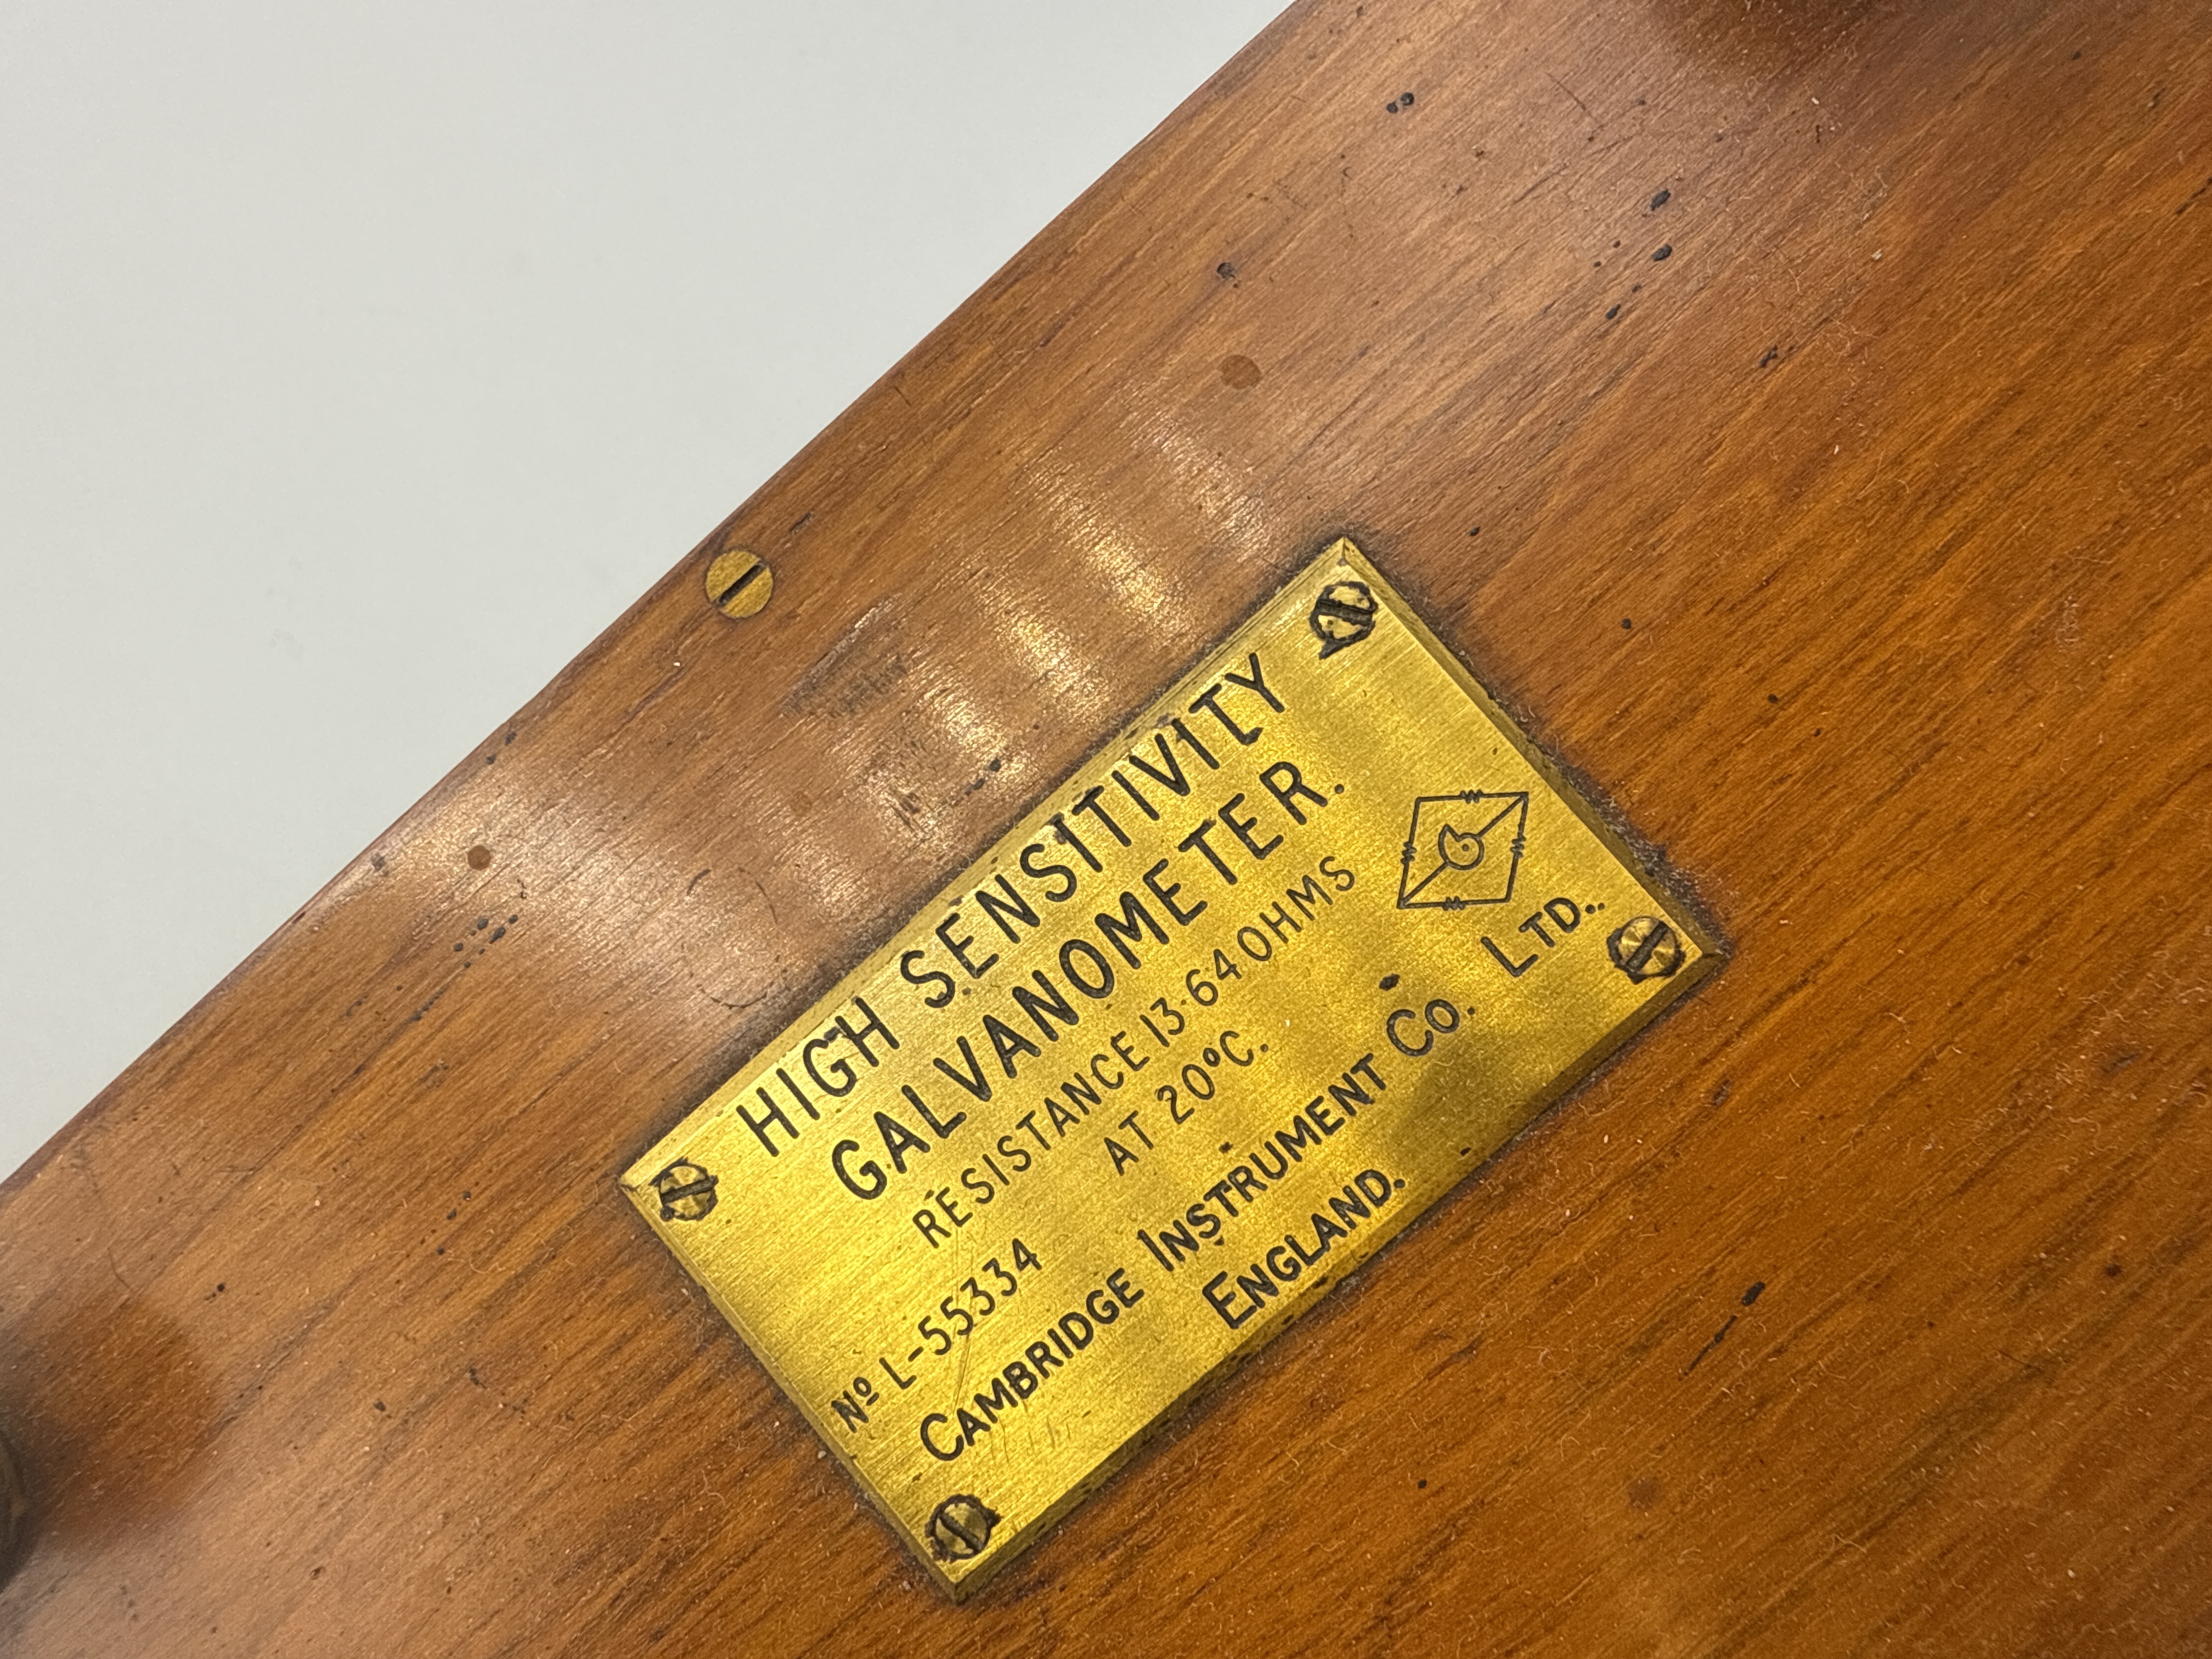 HIGH SENSITIVITY
GALVANOMETER.
RESISTANCE 13·64 OHMS
AT 20°C.
Nº L-55334
CAMBRIDGE INSTRUMENT CO. LTD..
ENGLAND.